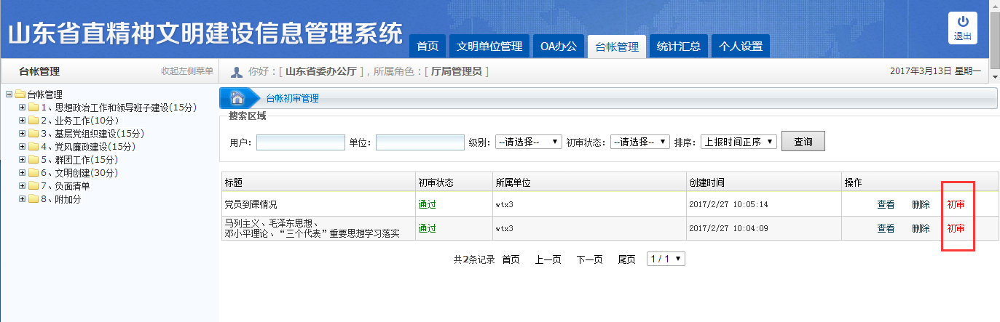 山东省直精神文明建设信息管理系统
首页 文明单位管理 OA办公 台帐管理 统计汇总 个人设置
退出
台帐管理 收起左侧菜单
你好：[ 山东省委办公厅 ] , 所属角色：[ 厅局管理员 ]
2017年3月13日 星期一
台帐管理
1、思想政治工作和领导班子建设(15分)
2、业务工作(10分)
3、基层党组织建设(15分)
4、党风廉政建设(15分)
5、群团工作(15分)
6、文明创建(30分)
7、负面清单
8、附加分
台帐初审管理
搜索区域
用户： 单位： 级别： --请选择-- 初审状态： --请选择-- 排序： 上报时间正序 查询
标题 初审状态 所属单位 创建时间 操作
党员到课情况 通过 wtx3 2017/2/27 10:05:14 查看 删除 初审
马列主义、毛泽东思想、
邓小平理论、“三个代表”重要思想学习落实 通过 wtx3 2017/2/27 10:04:09 查看 删除 初审
共2条记录 首页 上一页 下一页 尾页 1 / 1